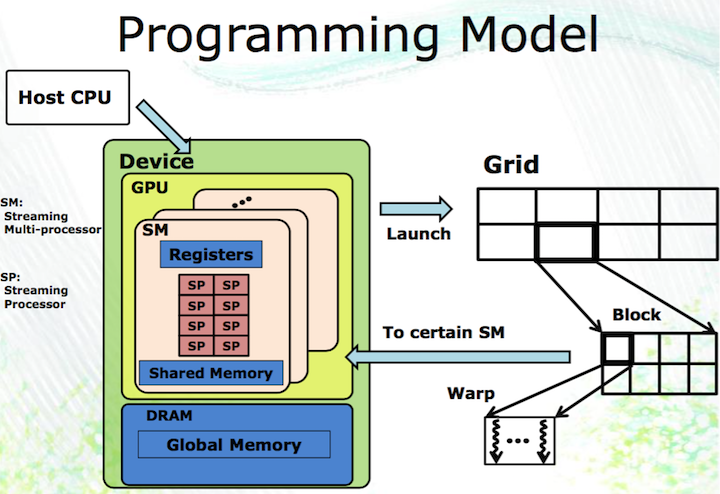 Programming Model
Host CPU
Device
GPU
SM:
Streaming
Multi-processor
SP:
Streaming
Processor
SM
Registers
SP SP
SP SP
SP SP
SP SP
Shared Memory
DRAM
Global Memory
Launch
Grid
To certain SM
Block
Warp